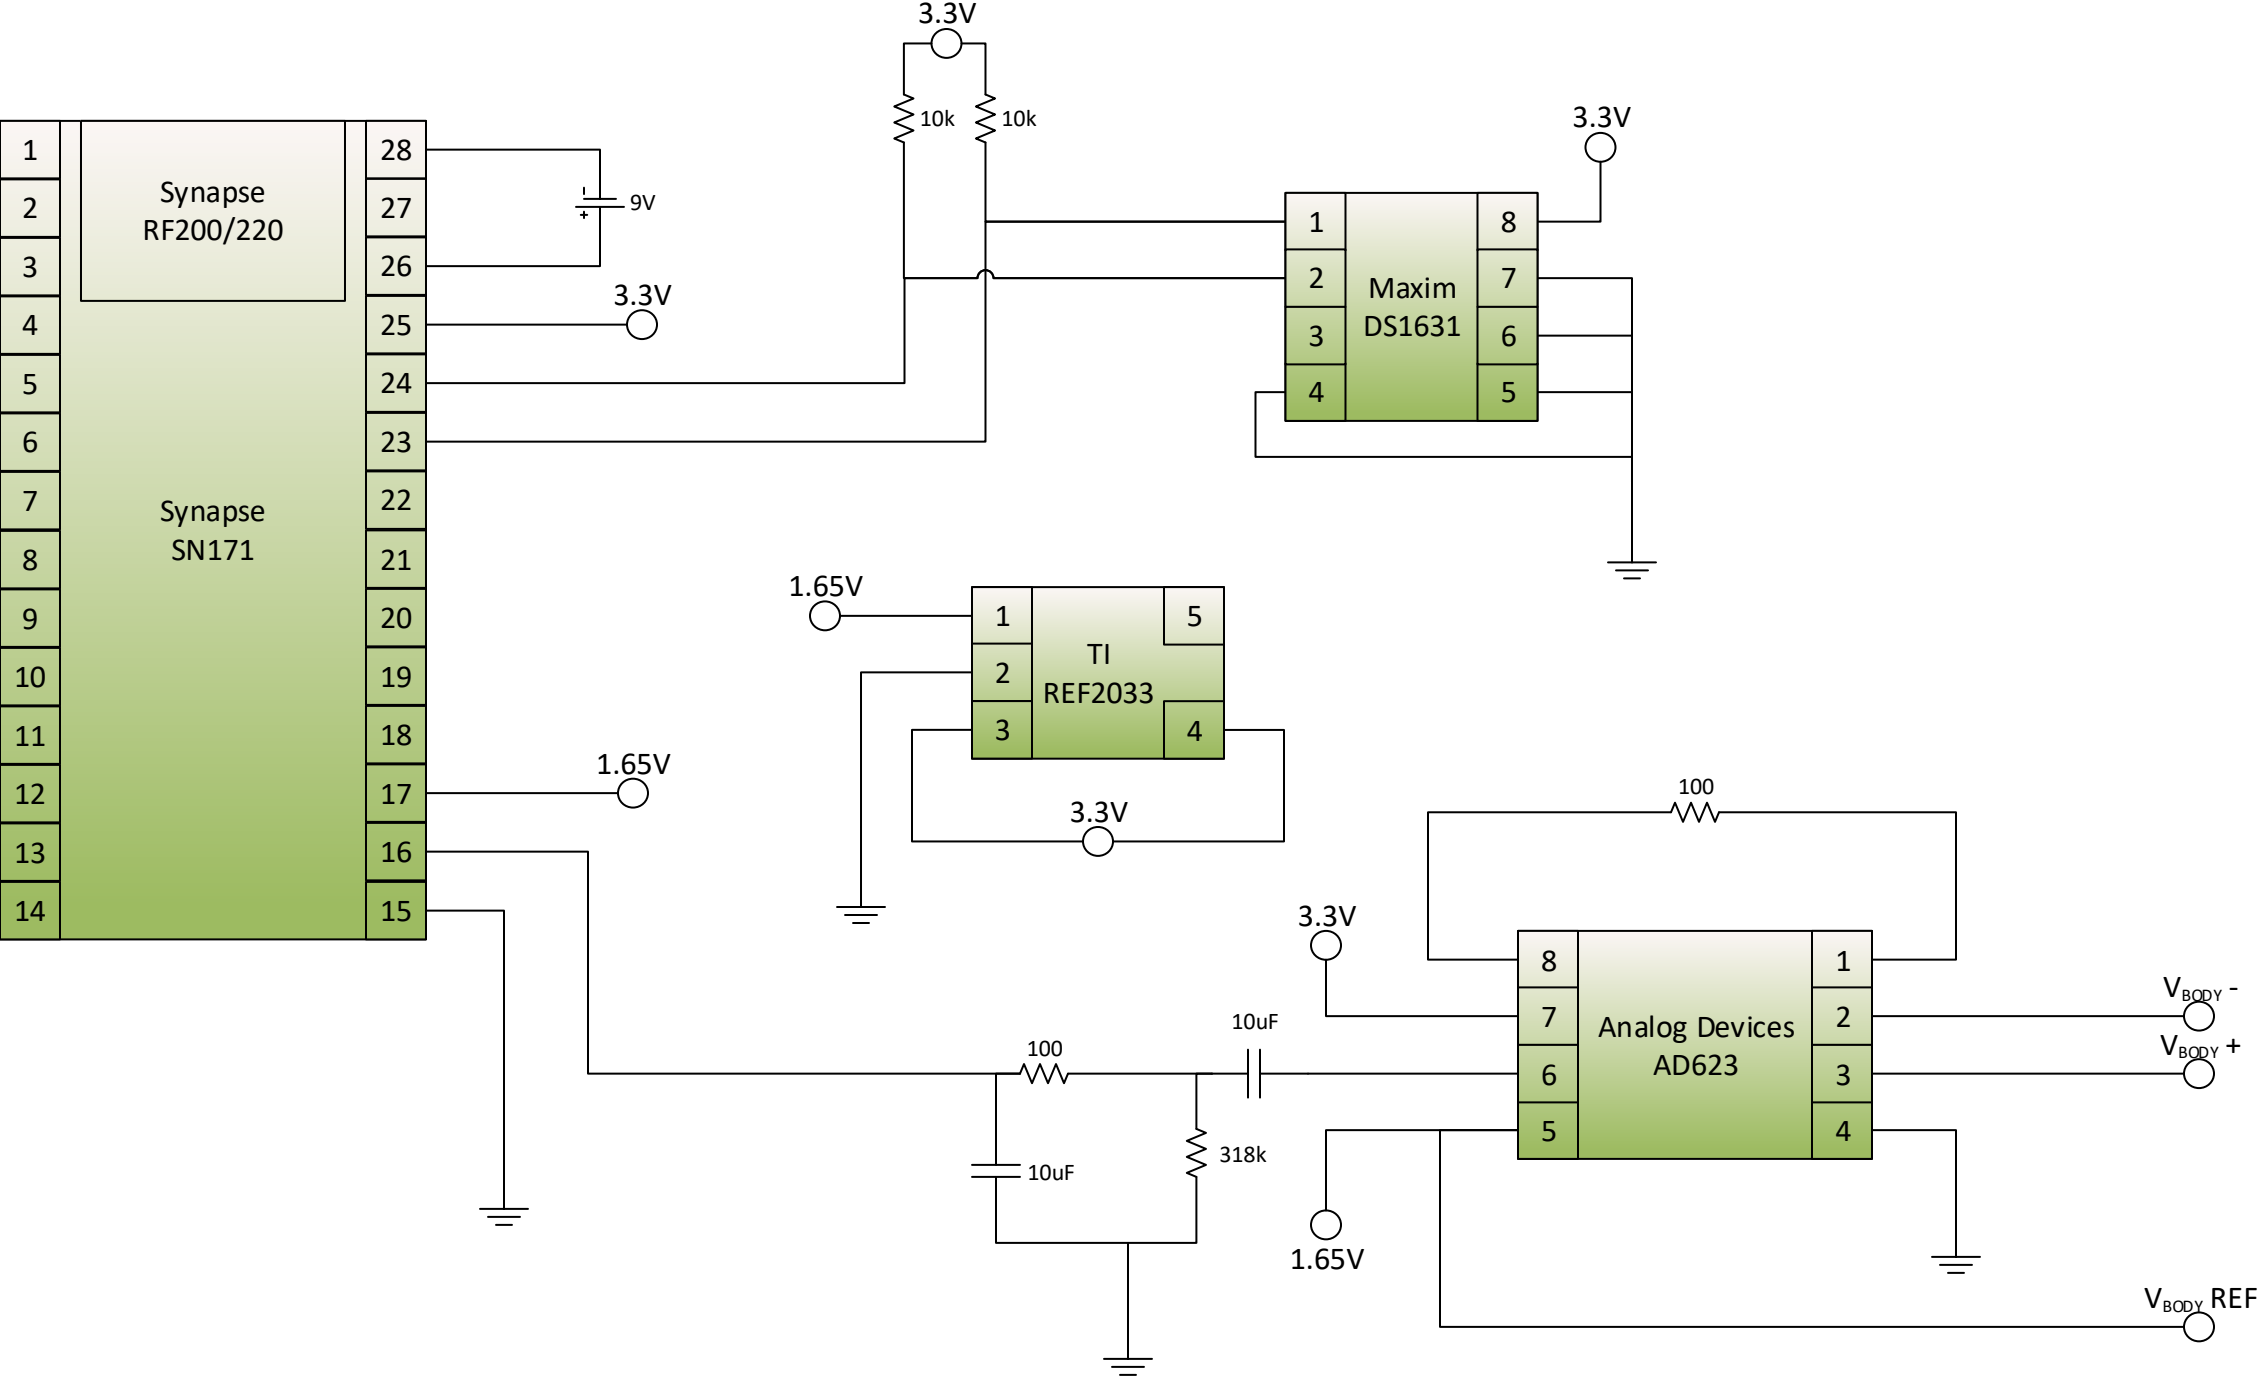 3.3V
10k
10k
3.3V
1
2
3
4
5
6
7
8
9
10
11
12
13
14
Synapse
RF200/220
Synapse
SN171
28
27
26
25
24
23
22
21
20
19
18
17
16
15
-
+
9V
3.3V
1
2
3
4
Maxim
DS1631
8
7
6
5
1.65V
1
2
3
TI
REF2033
5
4
3.3V
1.65V
100
3.3V
8
7
6
5
Analog Devices
AD623
1
2
3
4
VBODY -
VBODY +
10uF
100
10uF
318k
1.65V
VBODY REF